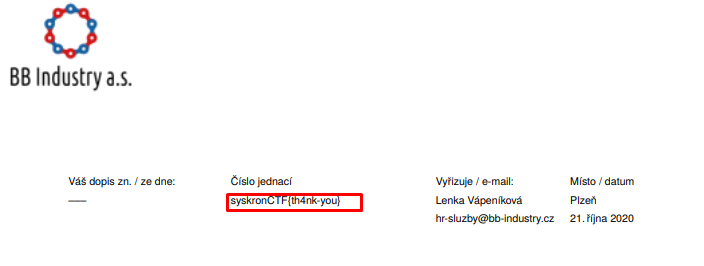 BB Industry a.s.
Váš dopis zn. / ze dne: Číslo jednací Vyřizuje / e-mail: Místo / datum
—– syskronCTF{th4nk-you} Lenka Vápeníková Plzeň
hr-sluzby@bb-industry.cz 21. října 2020